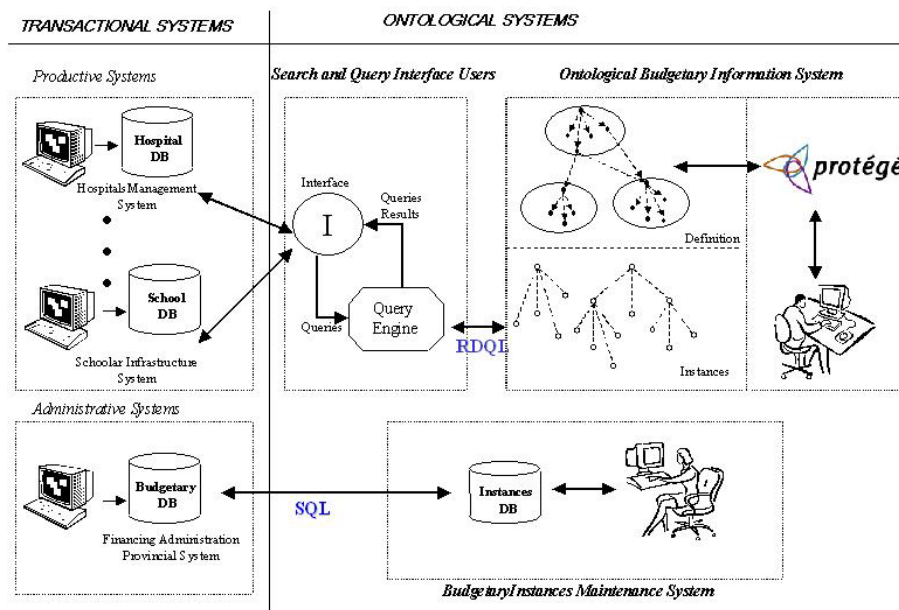 TRANSACTIONAL SYSTEMS
ONTOLOGICAL SYSTEMS
Productive Systems
Search and Query Interface Users
Ontological Budgetary Information System
Hospital
DB
Hospitals Management
System
Interface
I
Queries
Results
Queries
Query
Engine
RDQL
Definition
Instances
protégé
School
DB
Schoolar Infrastructure
System
Administrative Systems
Budgetary
DB
Financing Administration
Provincial System
SQL
Instances
DB
BudgetaryInstances Maintenance System